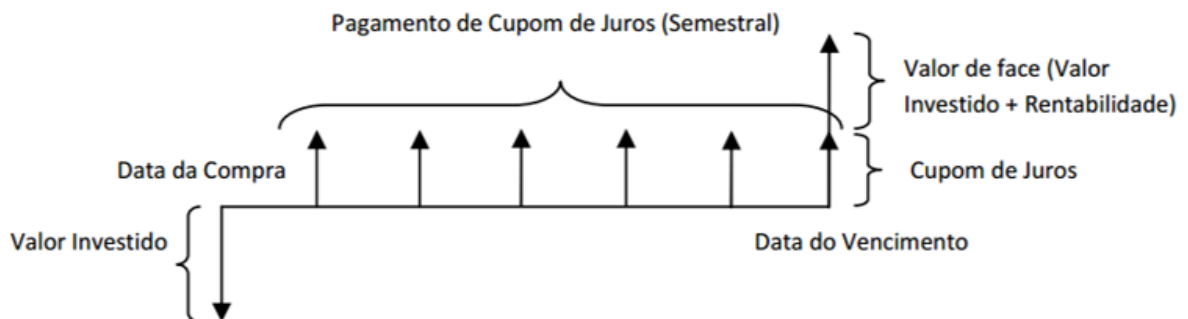 Pagamento de Cupom de Juros (Semestral)
Valor de face (Valor
Investido + Rentabilidade)
Data da Compra
Cupom de Juros
Valor Investido
Data do Vencimento